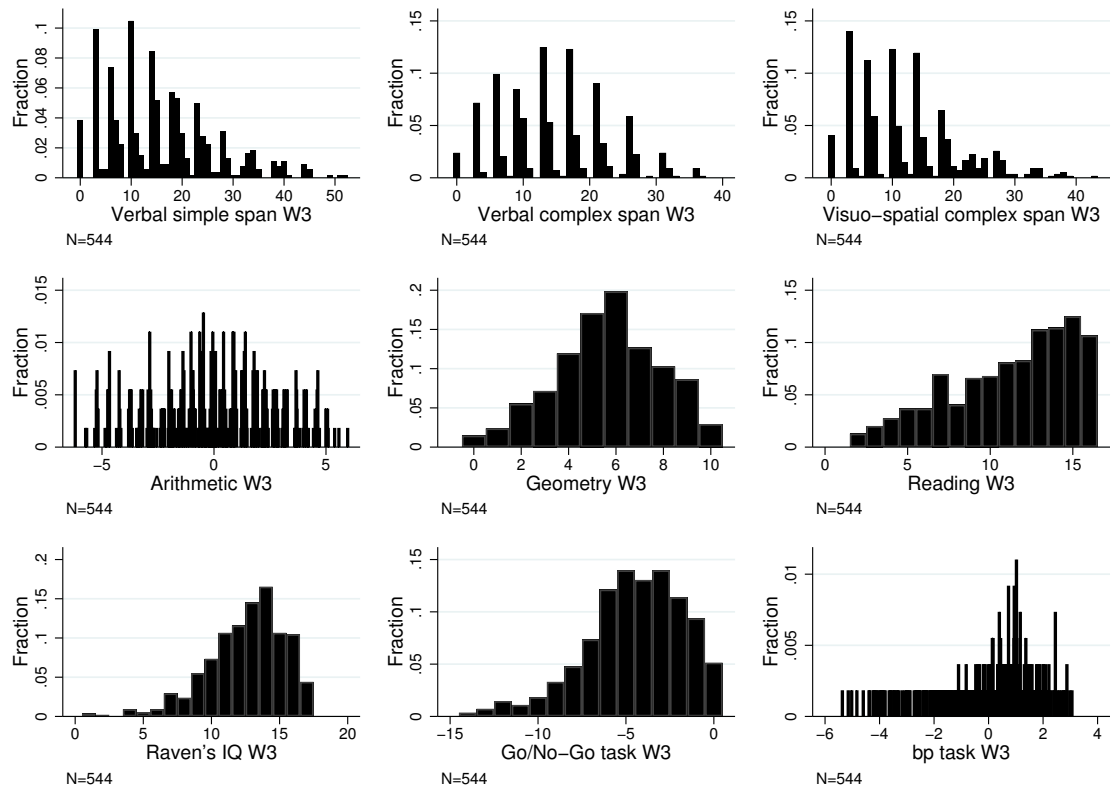 Fraction
0 .02 .04 .06 .08 .1
0 10 20 30 40 50
Verbal simple span W3
N=544
Fraction
0 .05 .1 .15
0 10 20 30 40
Verbal complex span W3
N=544
Fraction
0 .05 .1 .15
0 10 20 30 40
Visuo−spatial complex span W3
N=544
Fraction
0 .005 .01 .015
−5 0 5
Arithmetic W3
N=544
Fraction
0 .05 .1 .15 .2
0 2 4 6 8 10
Geometry W3
N=544
Fraction
0 .05 .1 .15
0 5 10 15
Reading W3
N=544
Fraction
0 .05 .1 .15 .2
0 5 10 15 20
Raven's IQ W3
N=544
Fraction
0 .05 .1 .15
−15 −10 −5 0
Go/No−Go task W3
N=544
Fraction
0 .005 .01
−6 −4 −2 0 2 4
bp task W3
N=544